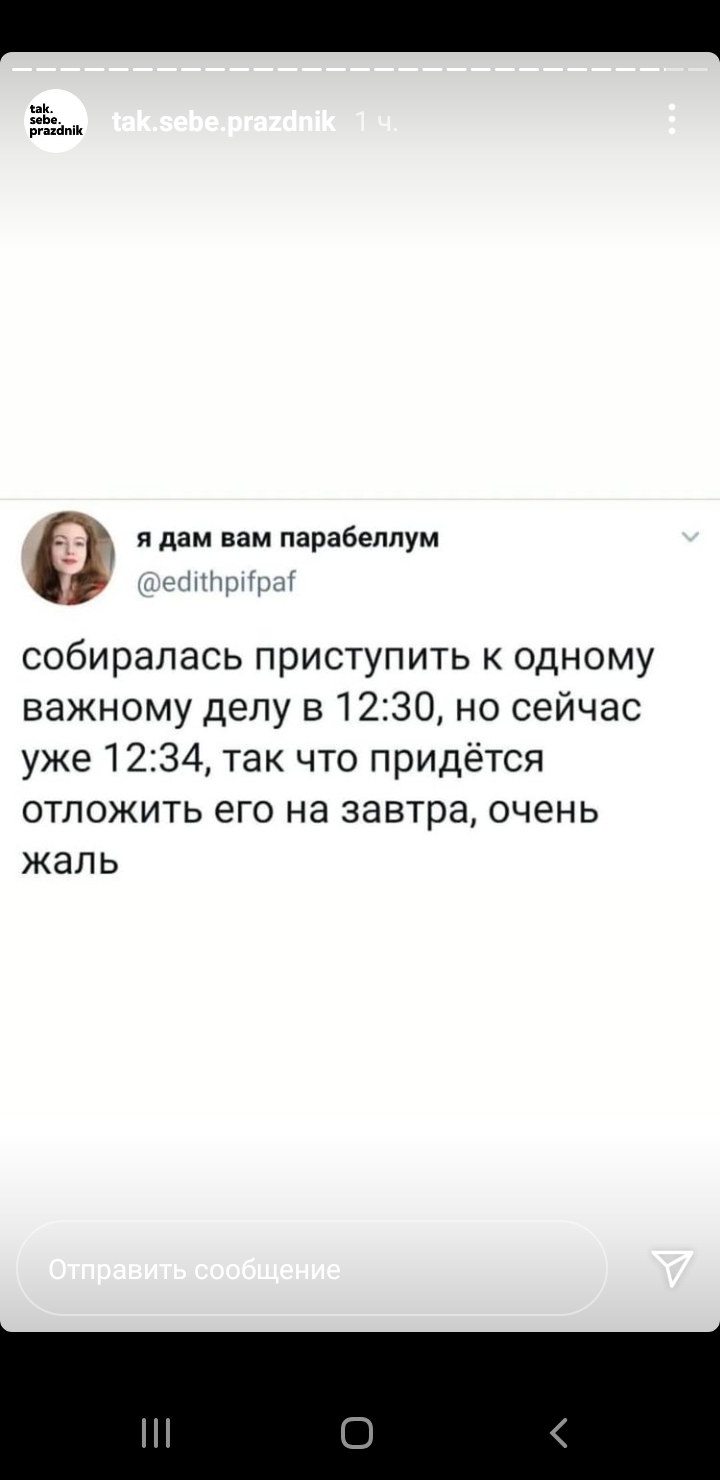 tak.
sebe.
prazdnik
tak.sebe.prazdnik 1 ч.
я дам вам парабеллум
@edithpifpaf
собиралась приступить к одному
важному делу в 12:30, но сейчас
уже 12:34, так что придётся
отложить его на завтра, очень
жаль
Отправить сообщение